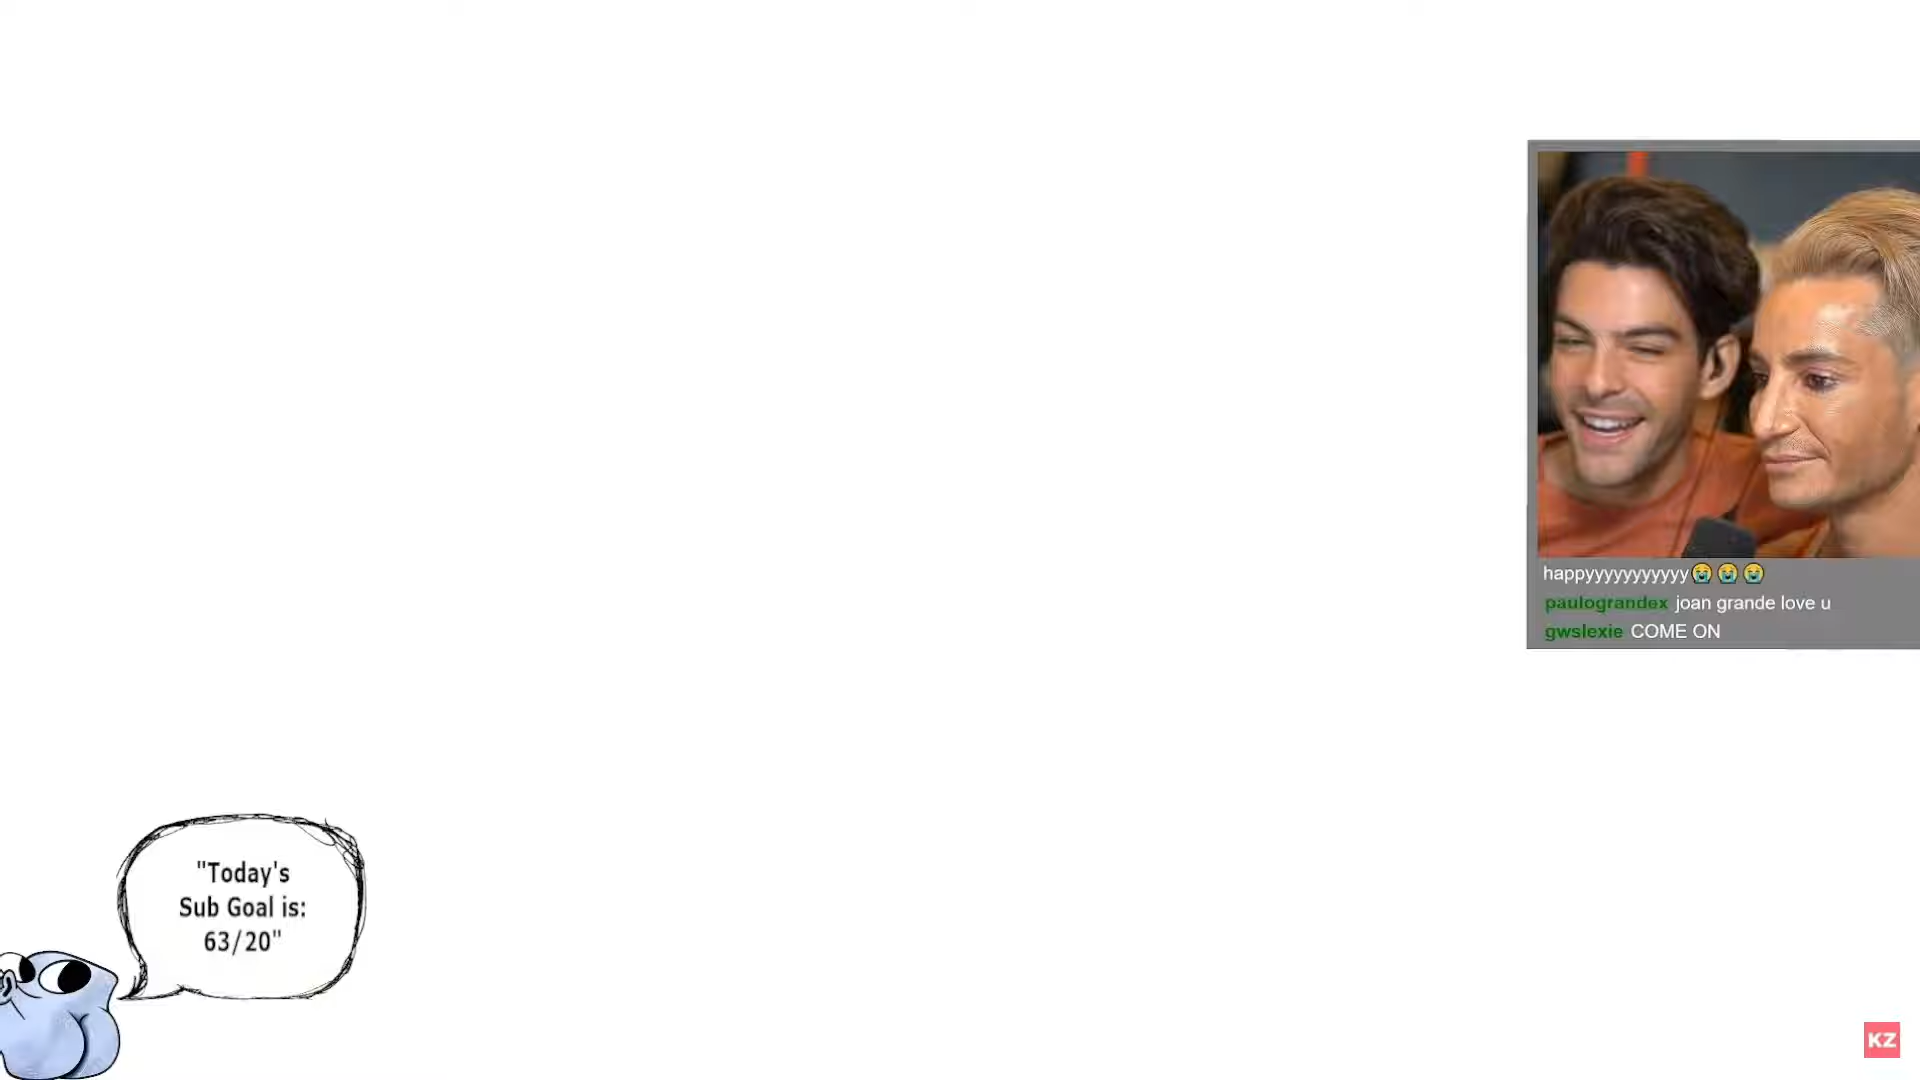 happyyyyyyyyyyy😭😭😭
paulograndex joan grande love u
gwslexie COME ON
"Today's
Sub Goal is:
63/20"
KZ